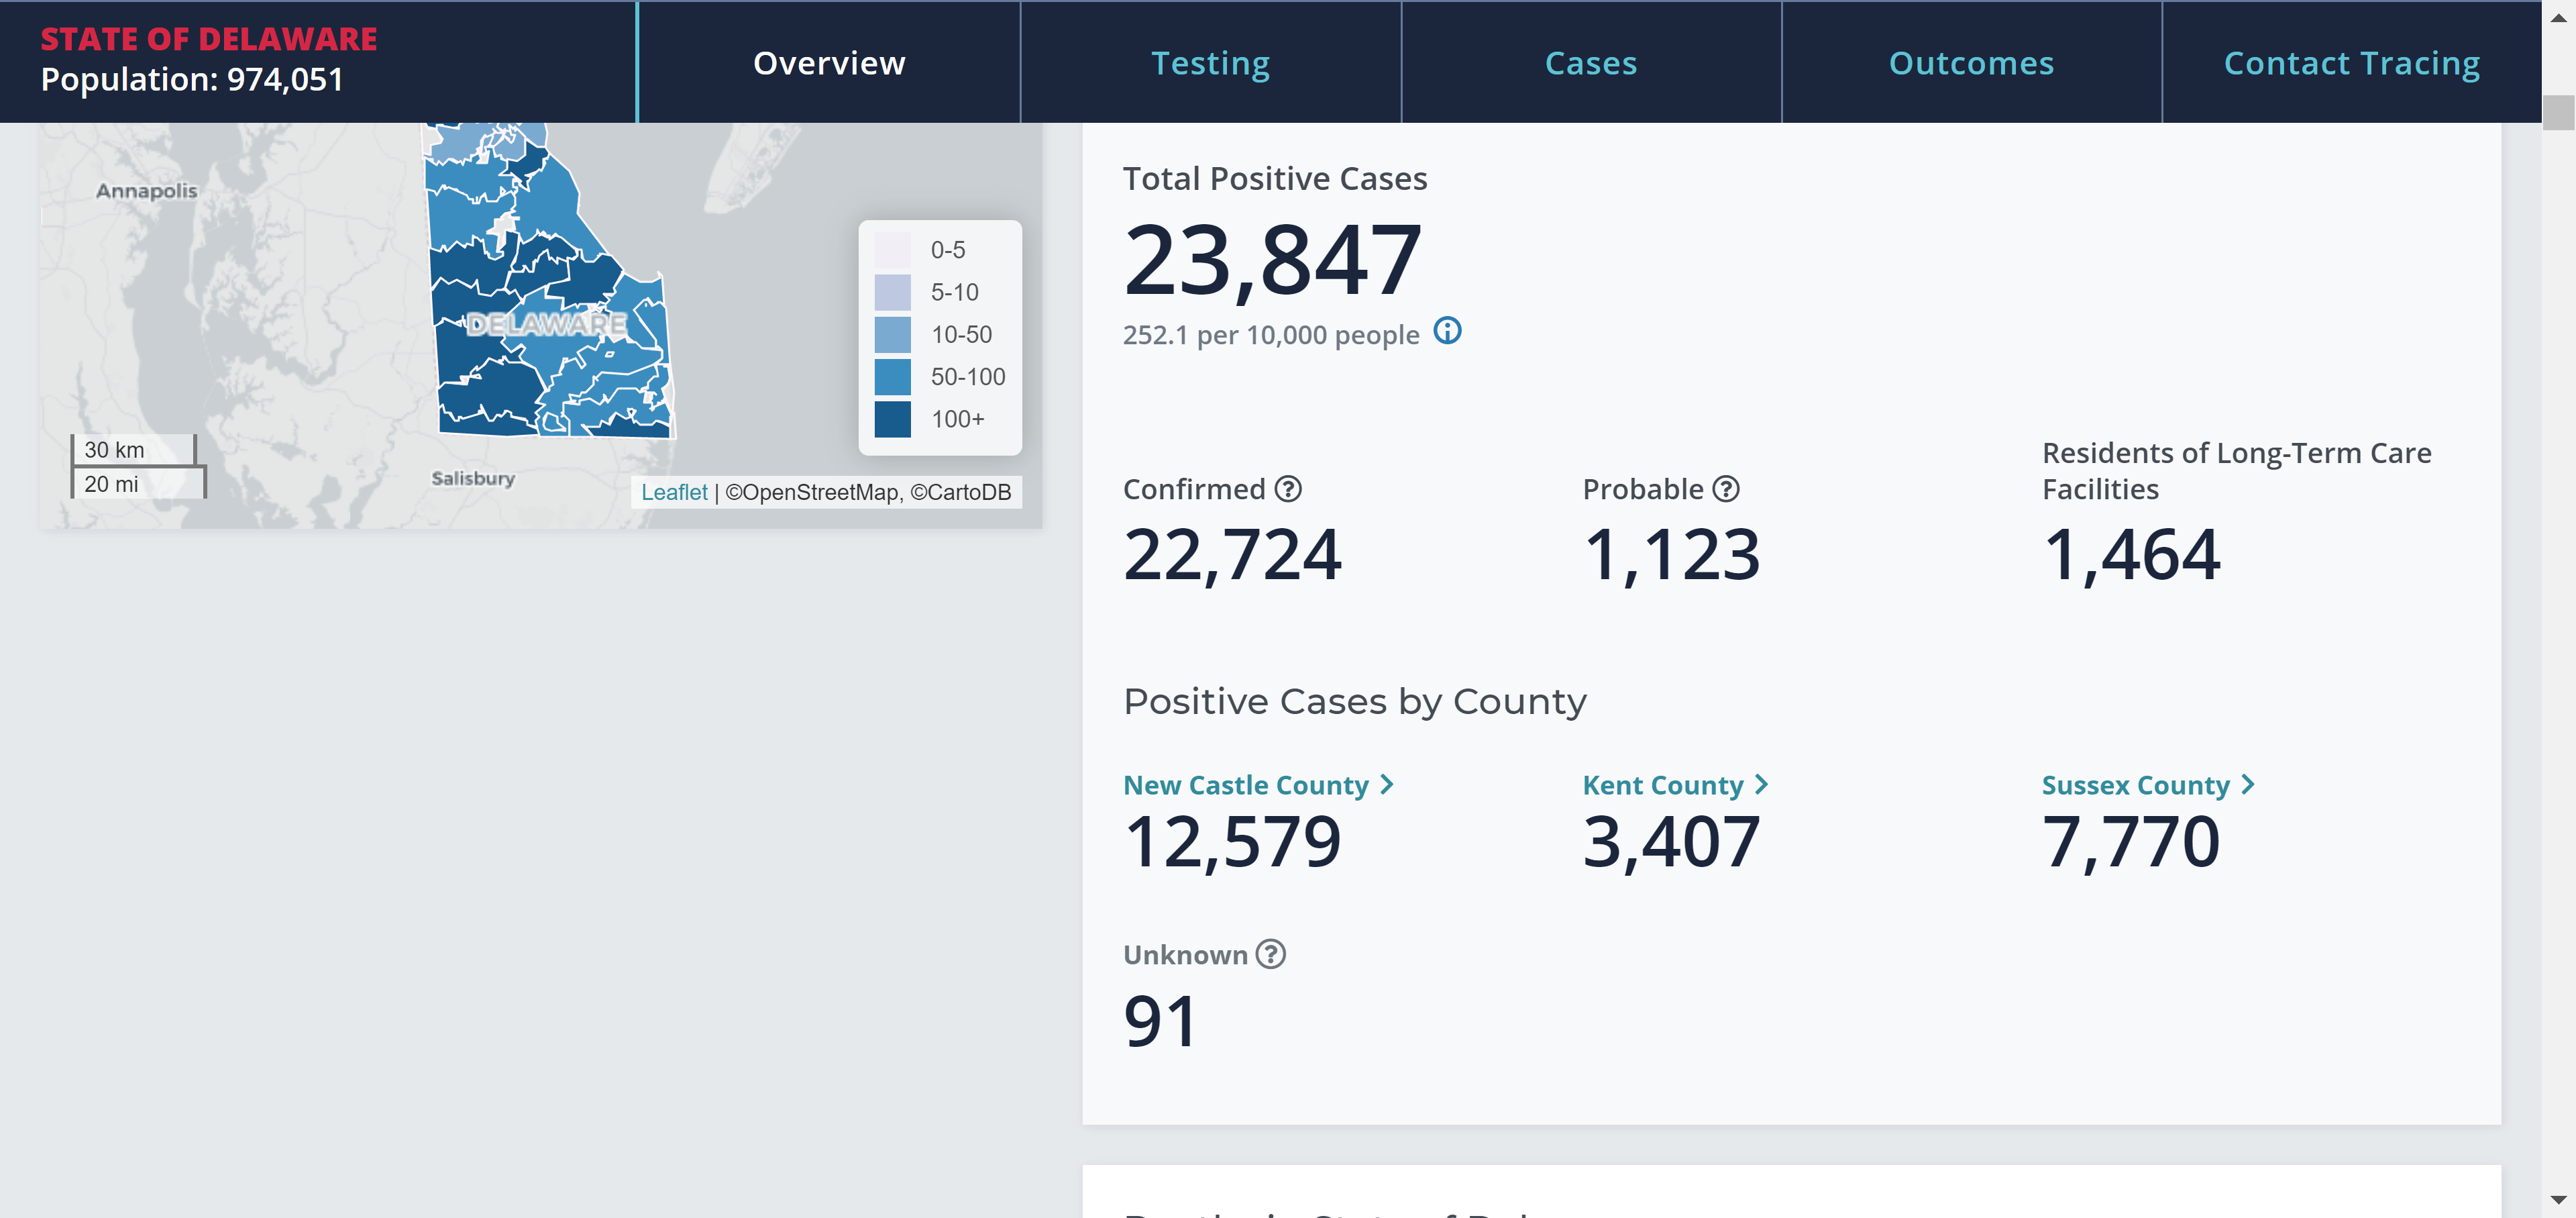 STATE OF DELAWARE
Population: 974,051
Overview
Testing
Cases
Outcomes
Contact Tracing
Annapolis
DELAWARE
Salisbury
0-5
5-10
10-50
50-100
100+
30 km
20 mi
Leaflet | ©OpenStreetMap, ©CartoDB
Total Positive Cases
23,847
252.1 per 10,000 people
Confirmed
22,724
Probable
1,123
Residents of Long-Term Care
Facilities
1,464
Positive Cases by County
New Castle County
12,579
Kent County
3,407
Sussex County
7,770
Unknown
91